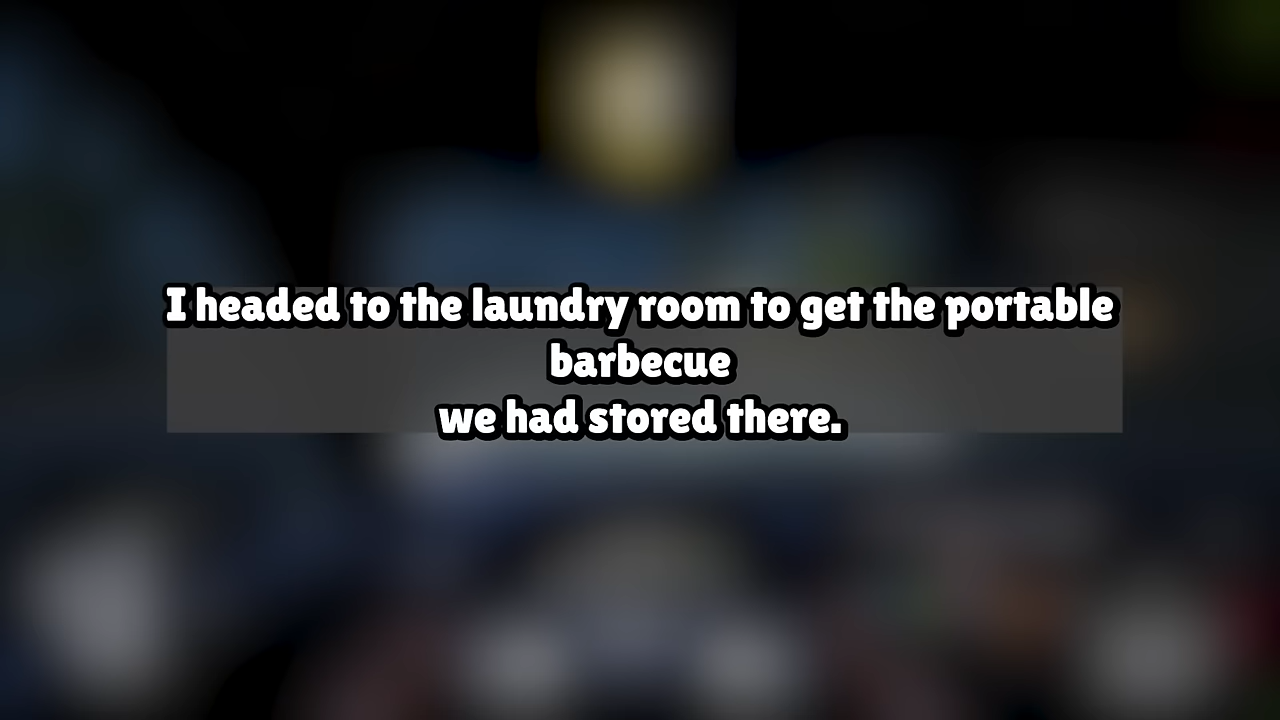 I headed to the laundry room to get the portable
barbecue
we had stored there.